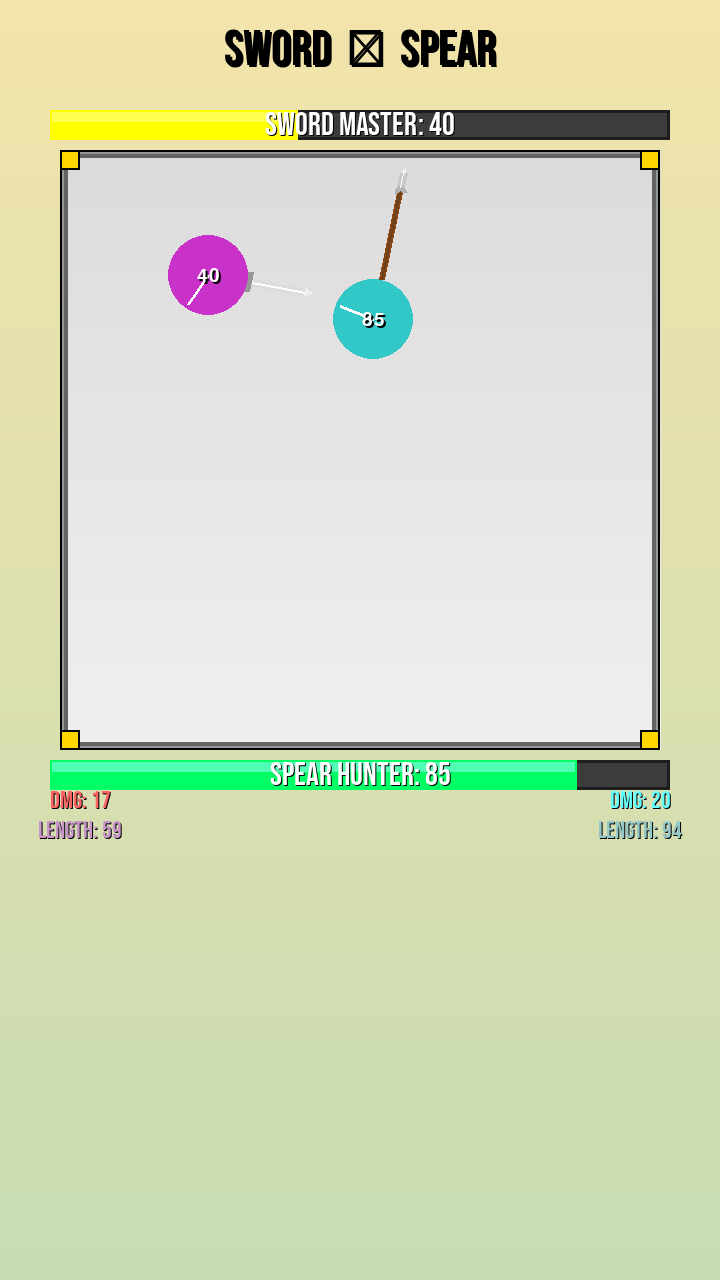 SWORD SPEAR
SWORD MASTER: 40
40
85
SPEAR HUNTER: 85
DMG: 17
DMG: 20
LENGTH: 59
LENGTH: 94